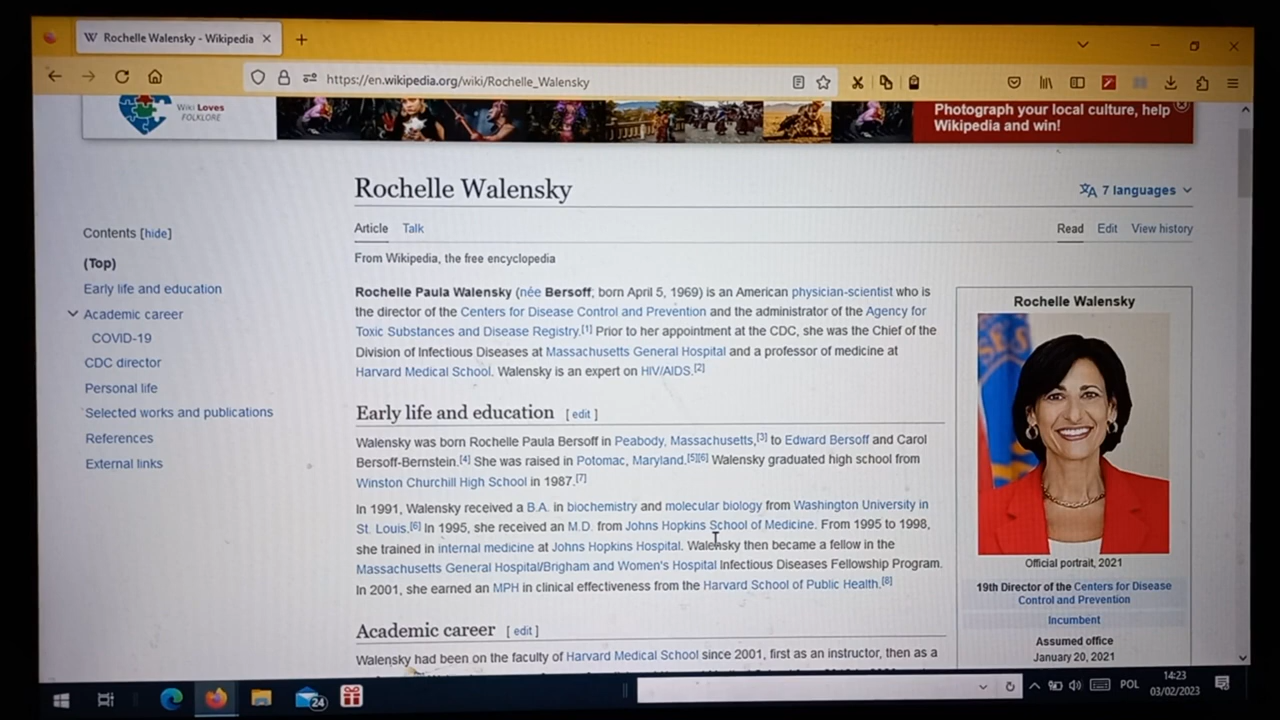 Rochelle Walensky - Wikipedia
https://en.wikipedia.org/wiki/Rochelle_Walensky
Wiki Loves
FOLKLORE
Photograph your local culture, help
Wikipedia and win!
Rochelle Walensky
7 languages
Contents [hide]
(Top)
Early life and education
Academic career
COVID-19
CDC director
Personal life
Selected works and publications
References
External links
Article Talk
Read Edit View history
From Wikipedia, the free encyclopedia
Rochelle Paula Walensky (née Bersoff; born April 5, 1969) is an American physician-scientist who is
the director of the Centers for Disease Control and Prevention and the administrator of the Agency for
Toxic Substances and Disease Registry.[1] Prior to her appointment at the CDC, she was the Chief of the
Division of Infectious Diseases at Massachusetts General Hospital and a professor of medicine at
Harvard Medical School. Walensky is an expert on HIV/AIDS.[2]
Early life and education [ edit ]
Walensky was born Rochelle Paula Bersoff in Peabody, Massachusetts,[3] to Edward Bersoff and Carol
Bersoff-Bernstein.[4] She was raised in Potomac, Maryland.[5][6] Walensky graduated high school from
Winston Churchill High School in 1987.[7]
In 1991, Walensky received a B.A. in biochemistry and molecular biology from Washington University in
St. Louis.[6] In 1995, she received an M.D. from Johns Hopkins School of Medicine. From 1995 to 1998,
she trained in internal medicine at Johns Hopkins Hospital. Walensky then became a fellow in the
Massachusetts General Hospital/Brigham and Women's Hospital Infectious Diseases Fellowship Program.
In 2001, she earned an MPH in clinical effectiveness from the Harvard School of Public Health.[8]
Academic career [ edit ]
Walensky had been on the faculty of Harvard Medical School since 2001, first as an instructor, then as a
Rochelle Walensky
Official portrait, 2021
19th Director of the Centers for Disease
Control and Prevention
Incumbent
Assumed office
January 20, 2021
24
POL
14:23
03/02/2023